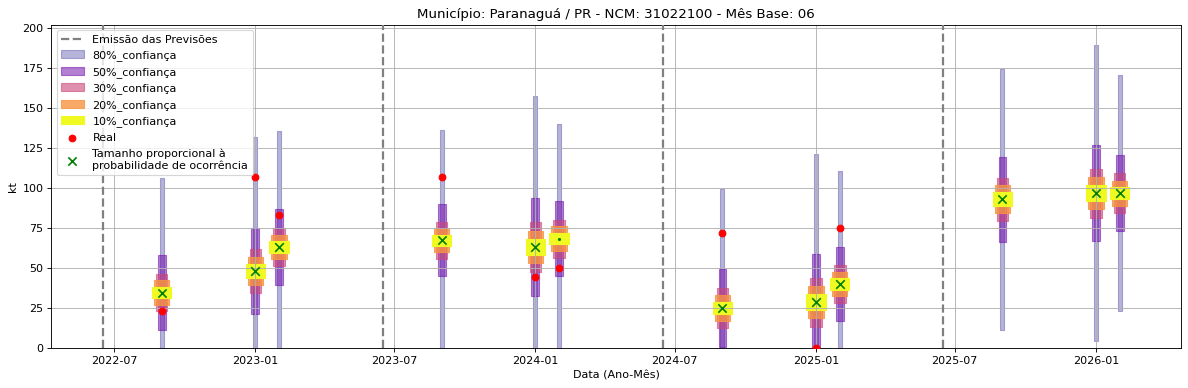 Município: Paranaguá / PR - NCM: 31022100 - Mês Base: 06
200
175
150
125
100
75
50
25
0
kt
Emissão das Previsões
80%_confiança
50%_confiança
30%_confiança
20%_confiança
10%_confiança
Real
Tamanho proporcional à
probabilidade de ocorrência
2022-07
2023-01
2023-07
2024-01
2024-07
2025-01
2025-07
2026-01
Data (Ano-Mês)